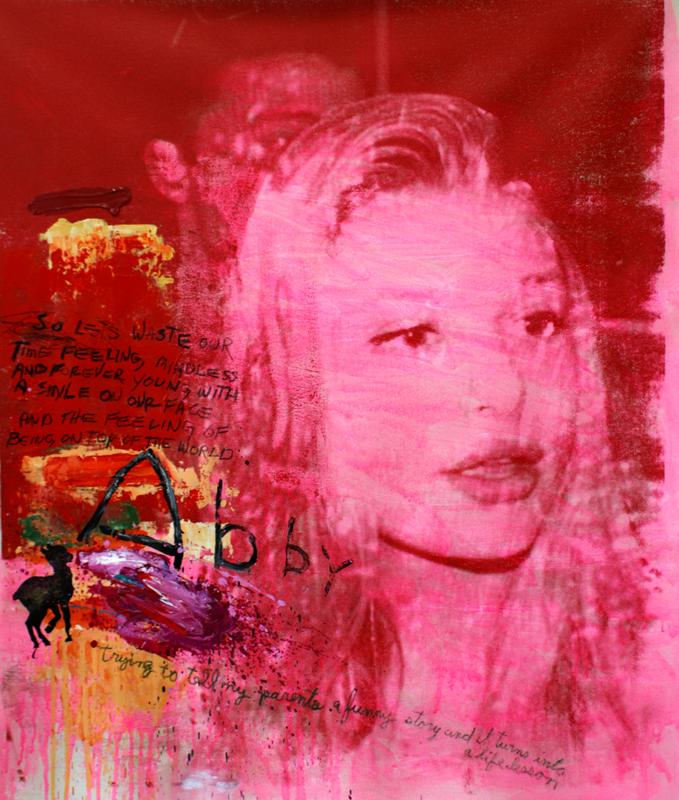 SO LETS WASTE OUR
TIME FEELING MINDLESS
AND FOREVER YOUNG WITH
A SMILE ON OUR FACE
AND THE FEELING OF
BEING ON TOP OF THE WORLD.
Abby
trying to tell my parents a funny story and it turns into
a life lesson